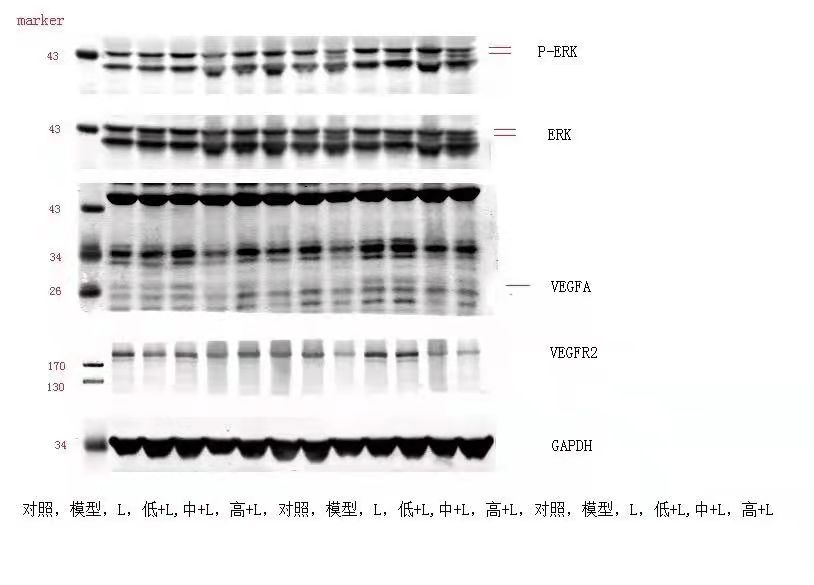 marker
43
P-ERK
43
ERK
43
34
26
VEGFA
VEGFR2
170
130
34
GAPDH
对照，模型，L，低+L,中+L，高+L，对照，模型，L，低+L,中+L，高+L，对照，模型，L，低+L,中+L，高+L